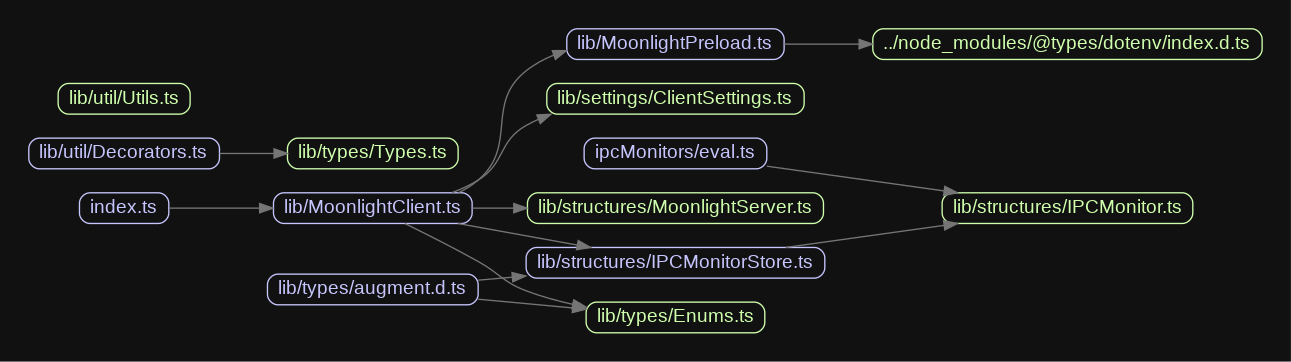 lib/MoonlightPreload.ts
../node_modules/@types/dotenv/index.d.ts
lib/util/Utils.ts
lib/settings/ClientSettings.ts
lib/util/Decorators.ts
lib/types/Types.ts
ipcMonitors/eval.ts
index.ts
lib/MoonlightClient.ts
lib/structures/MoonlightServer.ts
lib/structures/IPCMonitor.ts
lib/structures/IPCMonitorStore.ts
lib/types/augment.d.ts
lib/types/Enums.ts